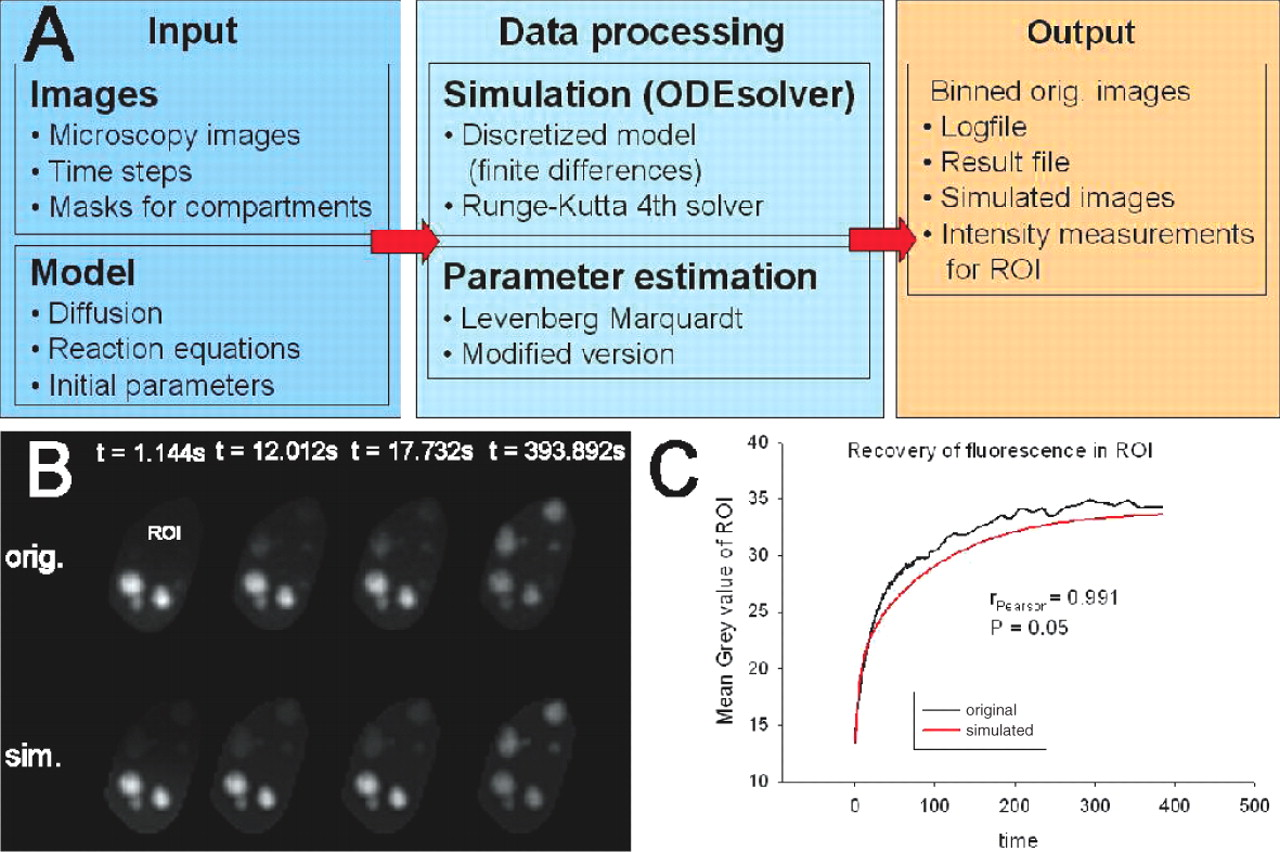 A
Input
Images
• Microscopy images
• Time steps
• Masks for compartments
Model
• Diffusion
• Reaction equations
• Initial parameters
Data processing
Simulation (ODEsolver)
• Discretized model
(finite differences)
• Runge-Kutta 4th solver
Parameter estimation
• Levenberg Marquardt
• Modified version
Output
Binned orig. images
• Logfile
• Result file
• Simulated images
• Intensity measurements
for ROI
B
t = 1.144s t = 12.012s t = 17.732s t = 393.892s
ROI
orig.
sim.
C
Recovery of fluorescence in ROI
Mean Grey value of ROI
40
35
30
25
20
15
10
rPearson = 0.991
P = 0.05
original
simulated
0 100 200 300 400 500
time